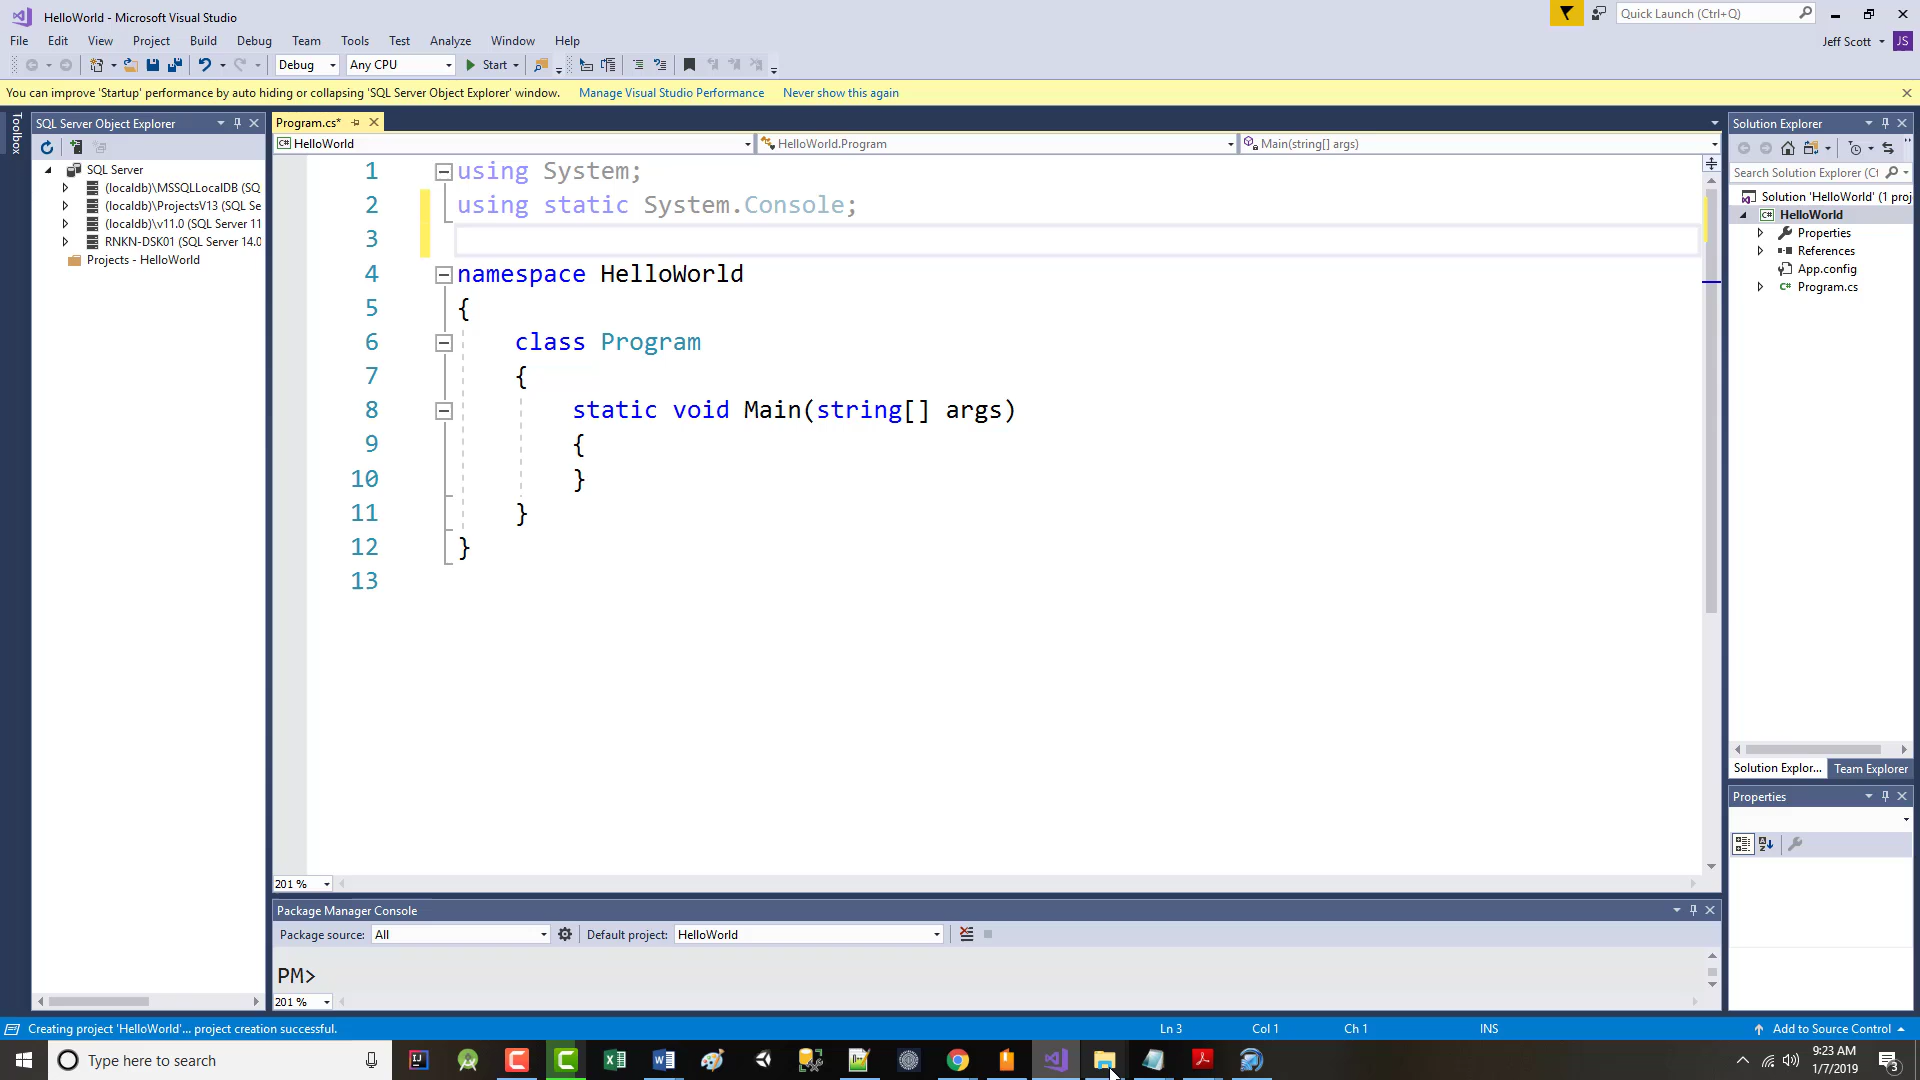 HelloWorld - Microsoft Visual Studio
Quick Launch (Ctrl+Q)
File Edit View Project Build Debug Team Tools Test Analyze Window Help
Jeff Scott JS
Debug Any CPU Start
You can improve 'Startup' performance by auto hiding or collapsing 'SQL Server Object Explorer' window. Manage Visual Studio Performance Never show this again
Toolbox
SQL Server Object Explorer
SQL Server
(localdb)\MSSQLLocalDB (SQ
(localdb)\ProjectsV13 (SQL Se
(localdb)\v11.0 (SQL Server 11
RNKN-DSK01 (SQL Server 14.0
Projects - HelloWorld
Program.cs*
HelloWorld HelloWorld.Program Main(string[] args)
1 using System;
2 using static System.Console;
3
4 namespace HelloWorld
5 {
6 class Program
7 {
8 static void Main(string[] args)
9 {
10 }
11 }
12 }
13
201 %
Solution Explorer
Search Solution Explorer (Ct
Solution 'HelloWorld' (1 proj
HelloWorld
Properties
References
App.config
Program.cs
Solution Explor... Team Explorer
Properties
Package Manager Console
Package source: All Default project: HelloWorld
PM>
201 %
Creating project 'HelloWorld'... project creation successful.
Ln 3 Col 1 Ch 1 INS Add to Source Control
Type here to search
9:23 AM
1/7/2019
3